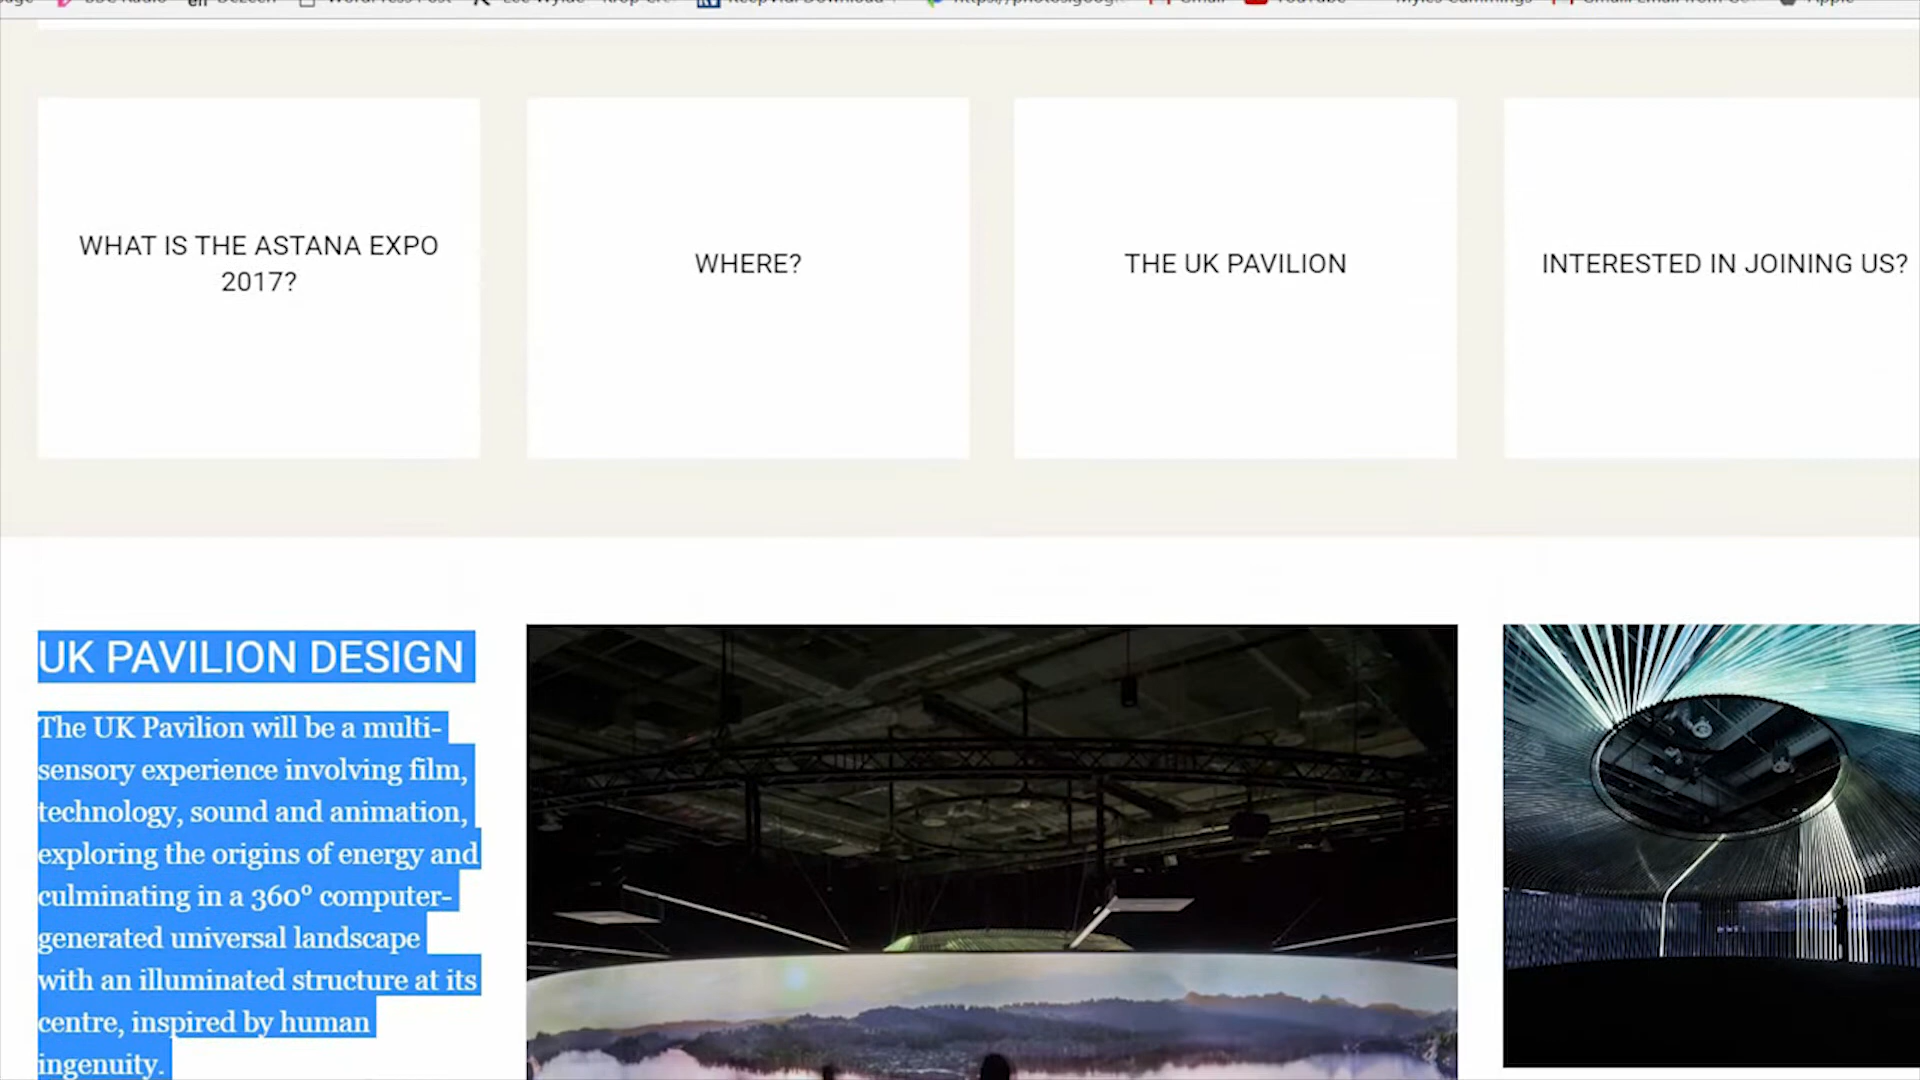 WHAT IS THE ASTANA EXPO
2017?
WHERE?
THE UK PAVILION
INTERESTED IN JOINING US?
UK PAVILION DESIGN
The UK Pavilion will be a multi-
sensory experience involving film,
technology, sound and animation,
exploring the origins of energy and
culminating in a 360° computer-
generated universal landscape
with an illuminated structure at its
centre, inspired by human
ingenuity.